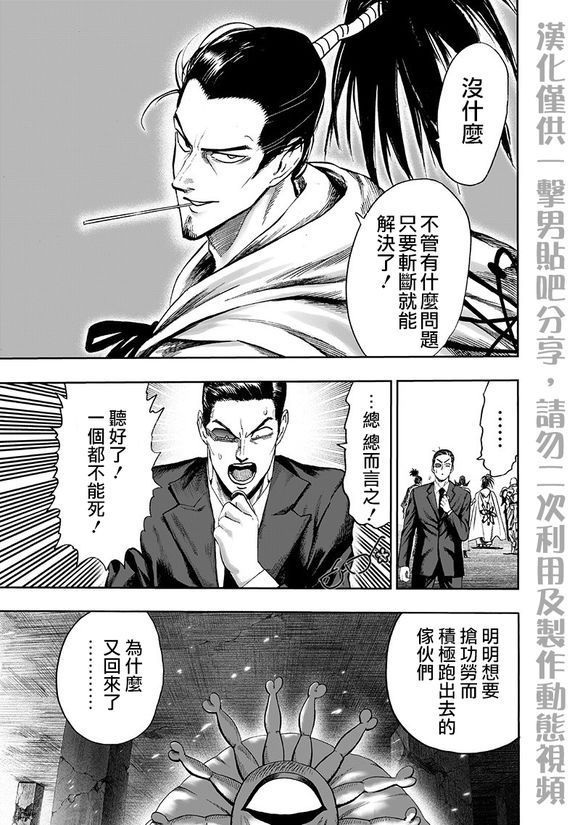 沒什麼
不管有什麼問題
只要斬斷就能
解決了！
……
總 總而言之！
聽好了！
一個都不能死！
明明想要
搶功勞而
積極跑出去的
傢伙們
為什麼
又回來了
…………
漢化僅供一擊男貼吧分享，請勿二次利用及製作動態視頻